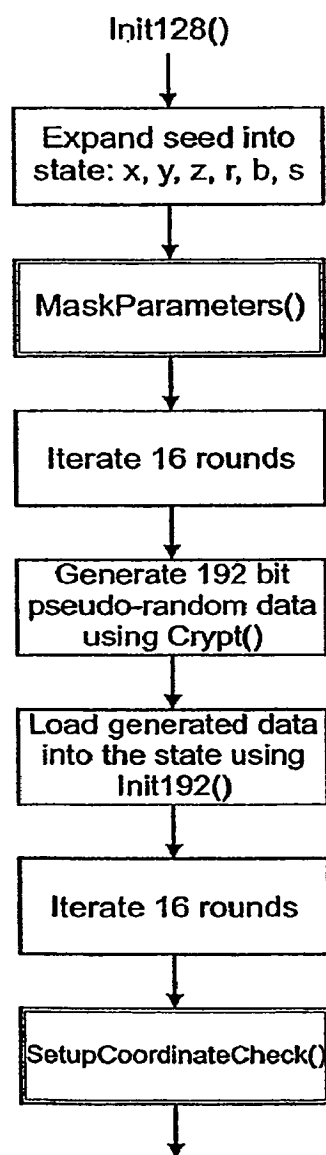 Init128()
Expand seed into
state: x, y, z, r, b, s
MaskParameters()
Iterate 16 rounds
Generate 192 bit
pseudo-random data
using Crypt()
Load generated data
into the state using
Init192()
Iterate 16 rounds
SetupCoordinateCheck()